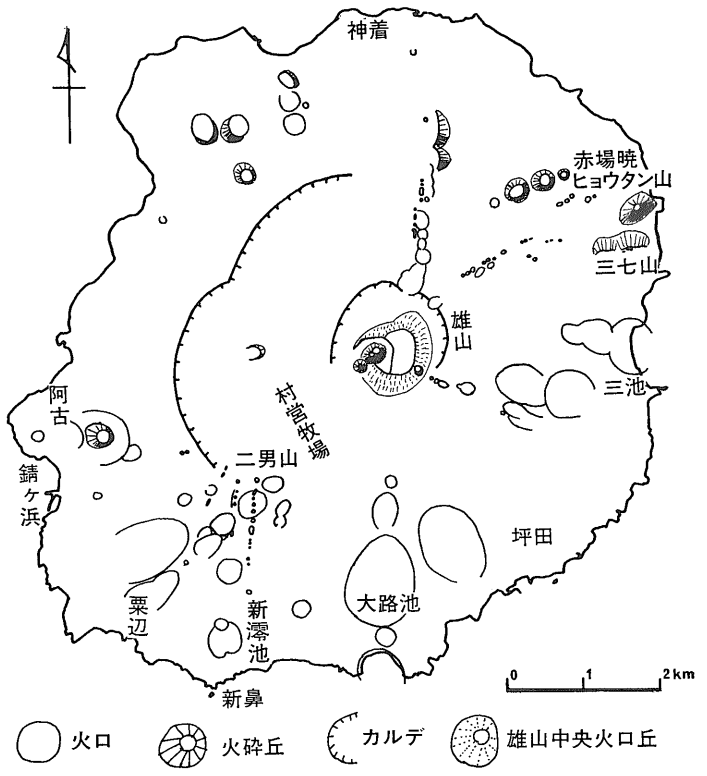 神着
赤場暁
ヒョウタン山
三七山
雄山
三池
阿古
村営牧場
二男山
錆ヶ浜
坪田
粟辺
新澪池
大路池
新鼻
0 1 2km
火口
火砕丘
カルデ
雄山中央火口丘